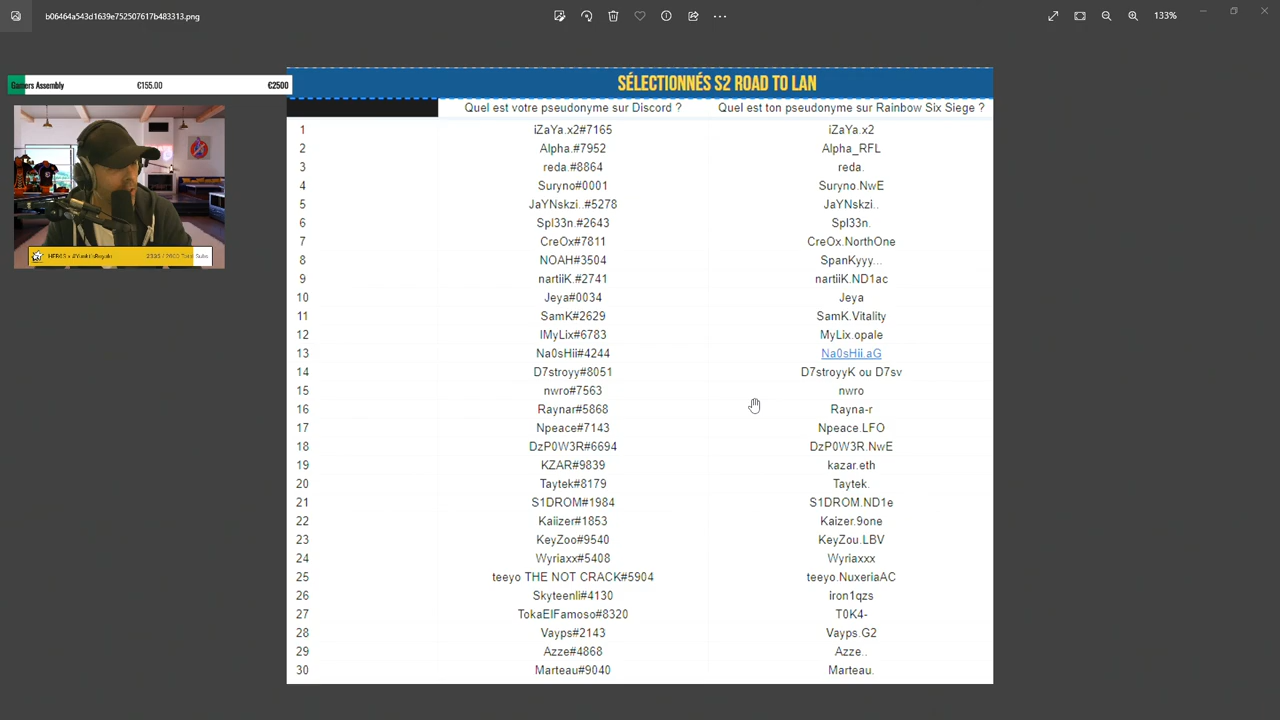 b06464a543d1639e752507617b483313.png
133%
Gamers Assembly €155.00 €2500
SÉLECTIONNÉS S2 ROAD TO LAN
Quel est votre pseudonyme sur Discord ? Quel est ton pseudonyme sur Rainbow Six Siege ?
1 iZaYa.x2#7165 iZaYa.x2
2 Alpha.#7952 Alpha_RFL
3 reda.#8864 reda.
4 Suryno#0001 Suryno.NwE
5 JaYNskzi..#5278 JaYNskzi..
6 Spl33n.#2643 Spl33n.
7 CreOx#7811 CreOx.NorthOne
8 NOAH#3504 SpanKyyy...
9 nartiiK.#2741 nartiiK.ND1ac
10 Jeya#0034 Jeya
11 SamK#2629 SamK.Vitality
12 IMyLix#6783 MyLix.opale
13 Na0sHii#4244 Na0sHii.aG
14 D7stroyy#8051 D7stroyyK ou D7sv
15 nwro#7563 nwro
16 Raynar#5868 Rayna-r
17 Npeace#7143 Npeace.LFO
18 DzP0W3R#6694 DzP0W3R.NwE
19 KZAR#9839 kazar.eth
20 Taytek#8179 Taytek.
21 S1DROM#1984 S1DROM.ND1e
22 Kaiizer#1853 Kaizer.9one
23 KeyZoo#9540 KeyZou.LBV
24 Wyriaxx#5408 Wyriaxxx
25 teeyo THE NOT CRACK#5904 teeyo.NuxeriaAC
26 Skyteenli#4130 iron1qzs
27 TokaElFamoso#8320 T0K4-
28 Vayps#2143 Vayps.G2
29 Azze#4868 Azze..
30 Marteau#9040 Marteau.
Total Subs